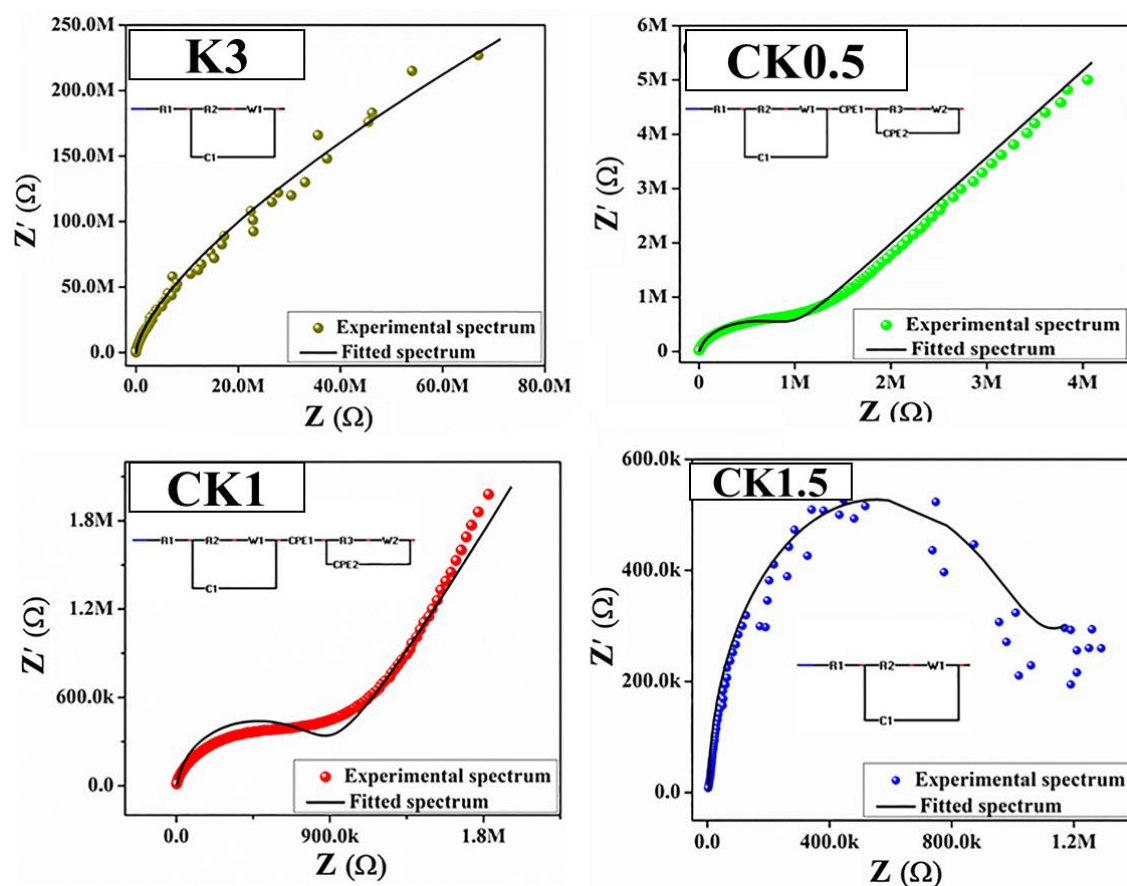 K3
250.0M
200.0M
150.0M
100.0M
50.0M
0.0
Z′ (Ω)
R1 R2 W1
C1
Experimental spectrum
Fitted spectrum
0.0 20.0M 40.0M 60.0M 80.0M
Z (Ω)
CK0.5
6M
5M
4M
3M
2M
1M
0
Z′ (Ω)
R1 R2 W1 CPE1 R3 W2
CPE2
C1
Experimental spectrum
Fitted spectrum
0 1M 2M 3M 4M
Z (Ω)
CK1
1.8M
1.2M
600.0k
0.0
Z′ (Ω)
R1 R2 W1 CPE1 R3 W2
CPE2
C1
Experimental spectrum
Fitted spectrum
0.0 900.0k 1.8M
Z (Ω)
CK1.5
600.0k
400.0k
200.0k
0.0
Z′ (Ω)
R1 R2 W1
C1
Experimental spectrum
Fitted spectrum
0.0 400.0k 800.0k 1.2M
Z (Ω)